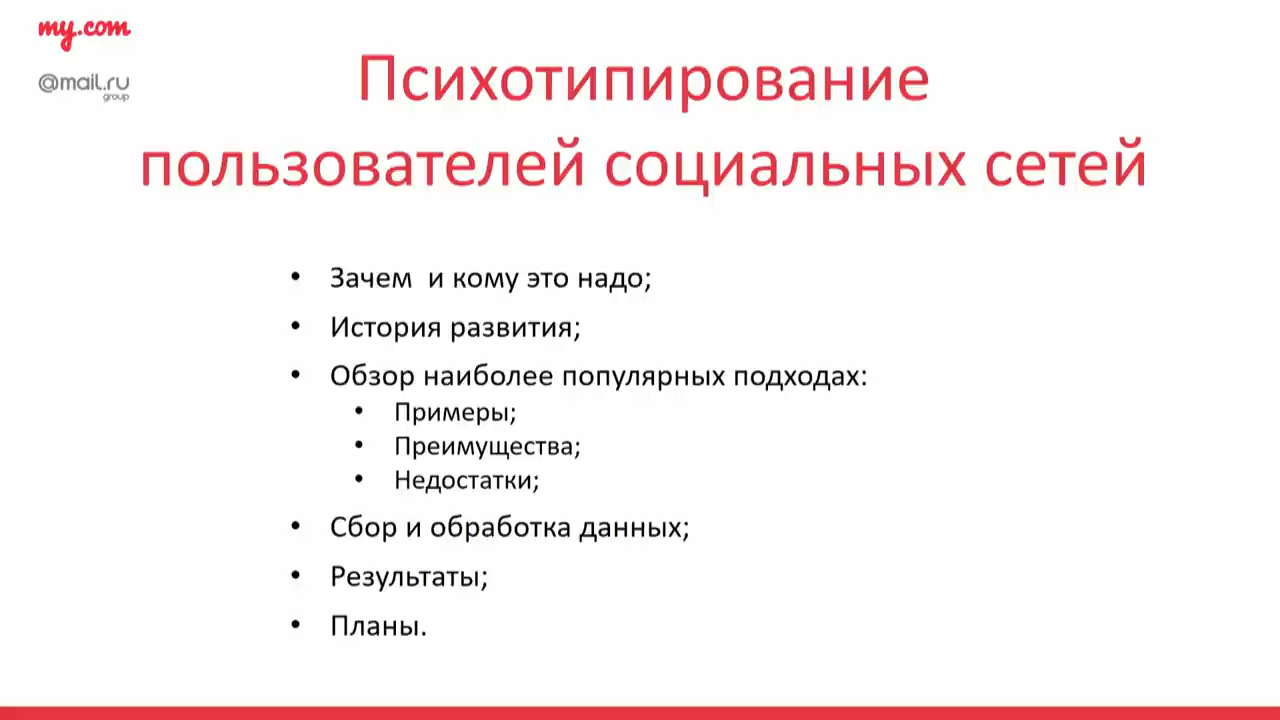 my.com
@mail.ru
group
Психотипирование
пользователей социальных сетей
• Зачем  и кому это надо;
• История развития;
• Обзор наиболее популярных подходах:
• Примеры;
• Преимущества;
• Недостатки;
• Сбор и обработка данных;
• Результаты;
• Планы.